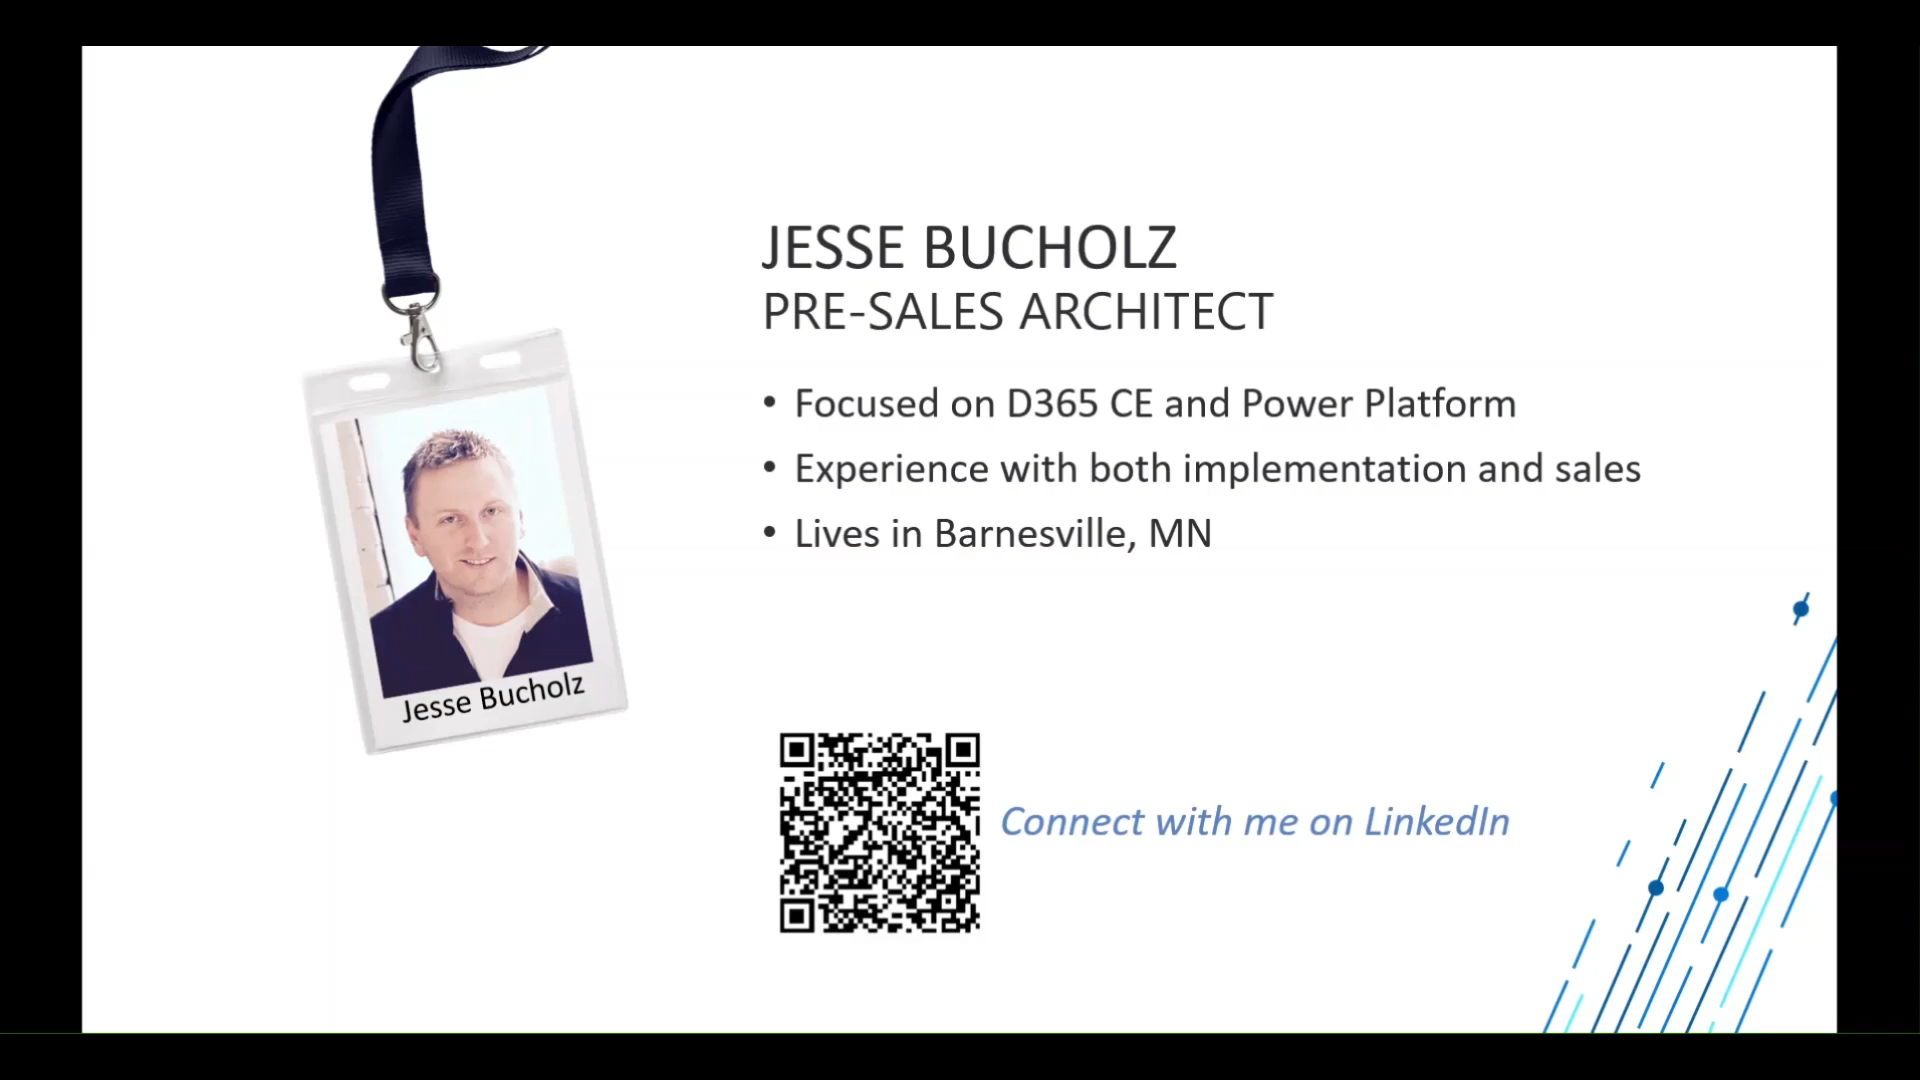 JESSE BUCHOLZ
PRE-SALES ARCHITECT
• Focused on D365 CE and Power Platform
• Experience with both implementation and sales
• Lives in Barnesville, MN
Jesse Bucholz
Connect with me on LinkedIn